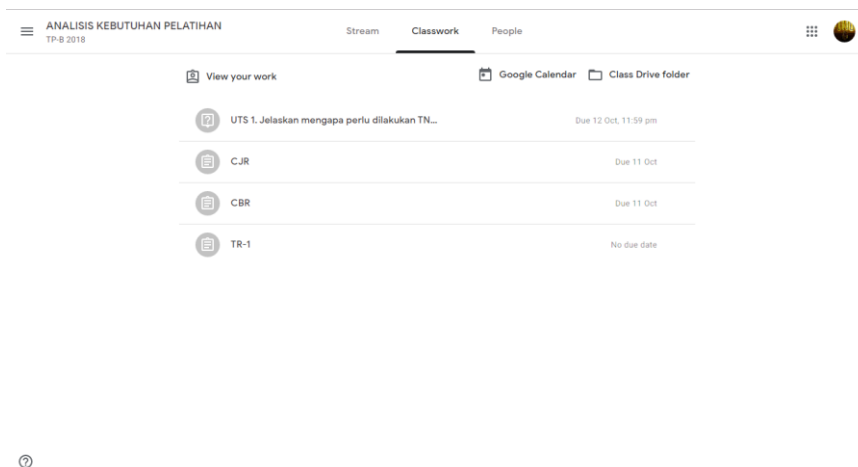 ANALISIS KEBUTUHAN PELATIHAN
TP-B 2018
Stream Classwork People
View your work Google Calendar Class Drive folder
UTS 1. Jelaskan mengapa perlu dilakukan TN... Due 12 Oct, 11:59 pm
CJR Due 11 Oct
CBR Due 11 Oct
TR-1 No due date